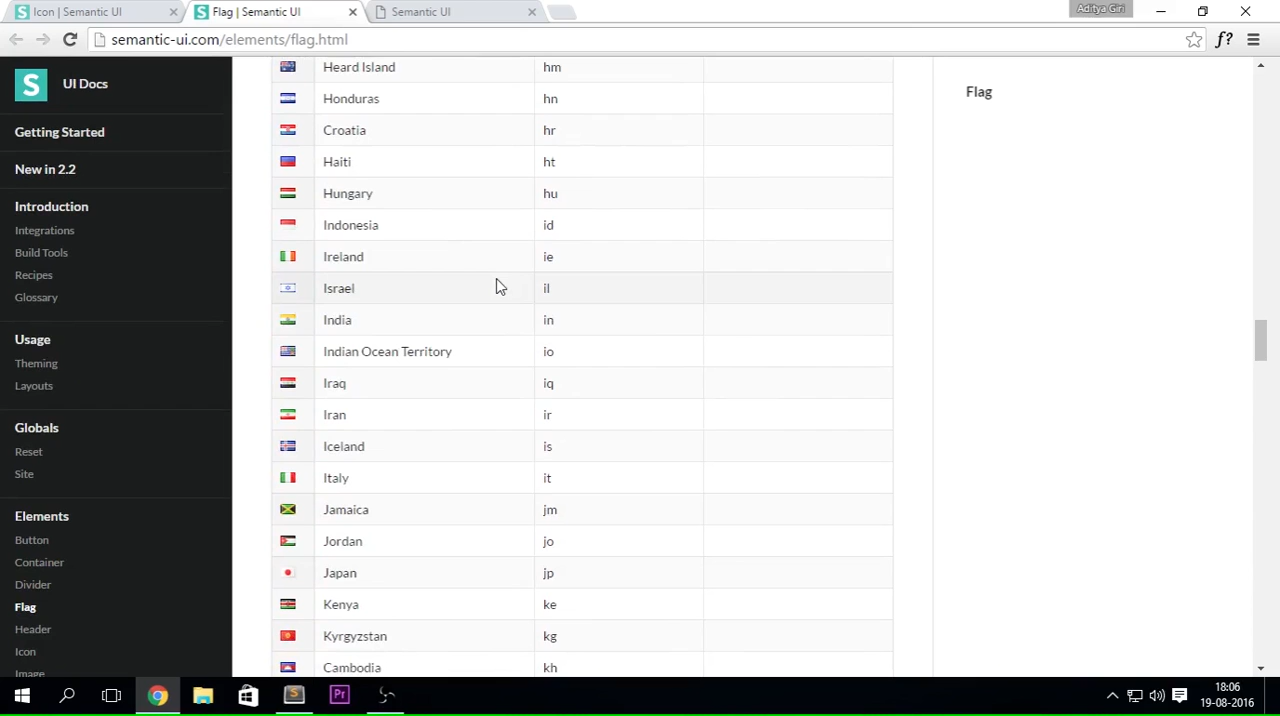 Icon | Semantic UI
Flag | Semantic UI
Semantic UI
Aditya Giri
semantic-ui.com/elements/flag.html
f?
S
UI Docs
Getting Started
New in 2.2
Introduction
Integrations
Build Tools
Recipes
Glossary
Usage
Theming
Layouts
Globals
Reset
Site
Elements
Button
Container
Divider
Flag
Header
Icon
Image
Heard Island hm
Honduras hn
Croatia hr
Haiti ht
Hungary hu
Indonesia id
Ireland ie
Israel il
India in
Indian Ocean Territory io
Iraq iq
Iran ir
Iceland is
Italy it
Jamaica jm
Jordan jo
Japan jp
Kenya ke
Kyrgyzstan kg
Cambodia kh
Flag
S
Pr
18:06
19-08-2016